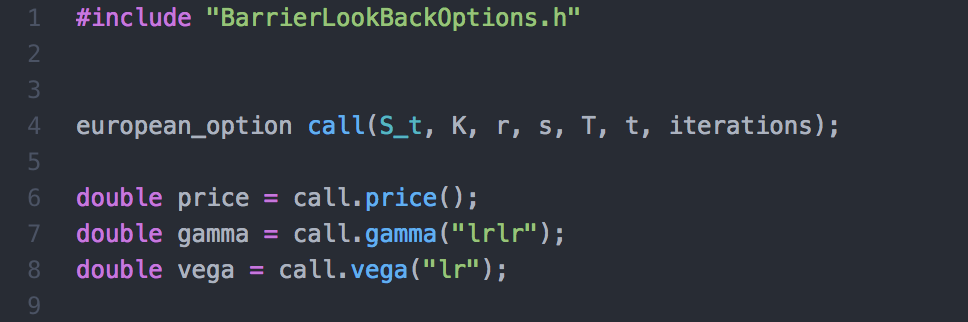 1 #include "BarrierLookBackOptions.h"
2
3
4 european_option call(S_t, K, r, s, T, t, iterations);
5
6 double price = call.price();
7 double gamma = call.gamma("lrlr");
8 double vega = call.vega("lr");
9